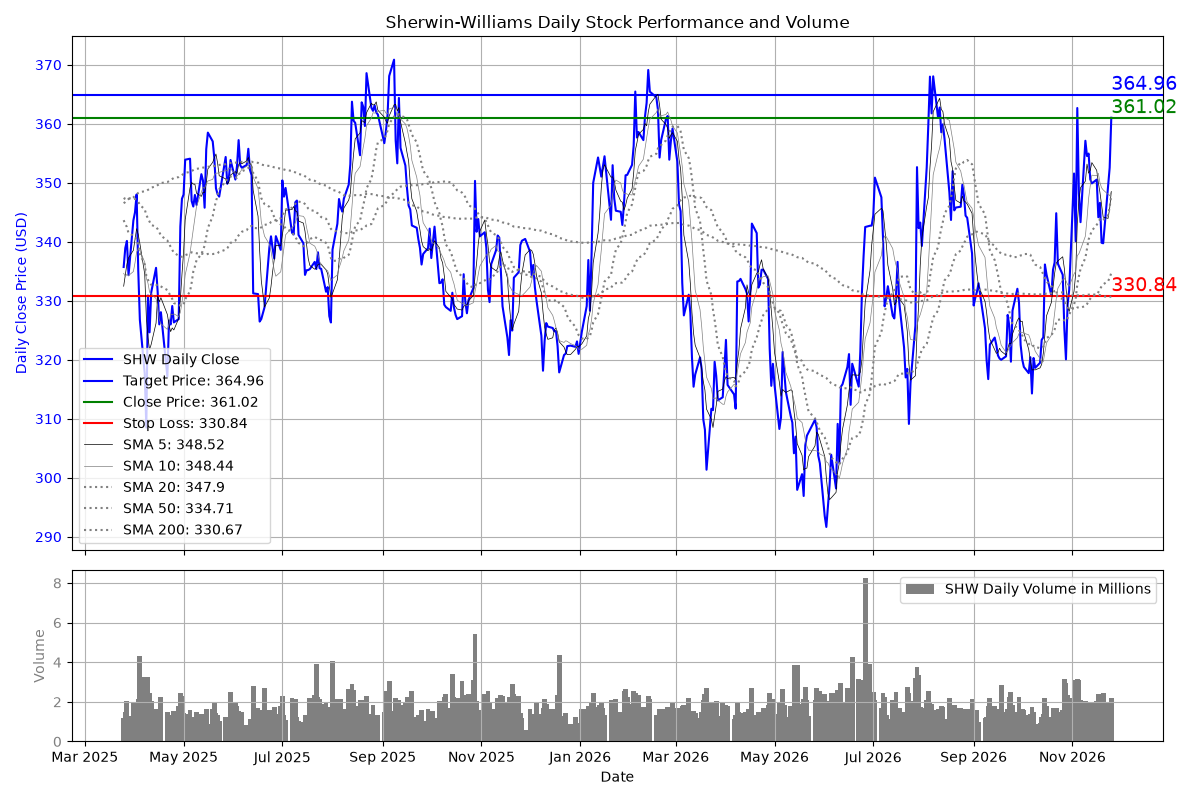 Sherwin-Williams Daily Stock Performance and Volume
Daily Close Price (USD)
370
360
350
340
330
320
310
300
290
364.96
361.02
330.84
SHW Daily Close
Target Price: 364.96
Close Price: 361.02
Stop Loss: 330.84
SMA 5: 348.52
SMA 10: 348.44
SMA 20: 347.9
SMA 50: 334.71
SMA 200: 330.67
Volume
8
6
4
2
0
SHW Daily Volume in Millions
Mar 2025 May 2025 Jul 2025 Sep 2025 Nov 2025 Jan 2026 Mar 2026 May 2026 Jul 2026 Sep 2026 Nov 2026
Date